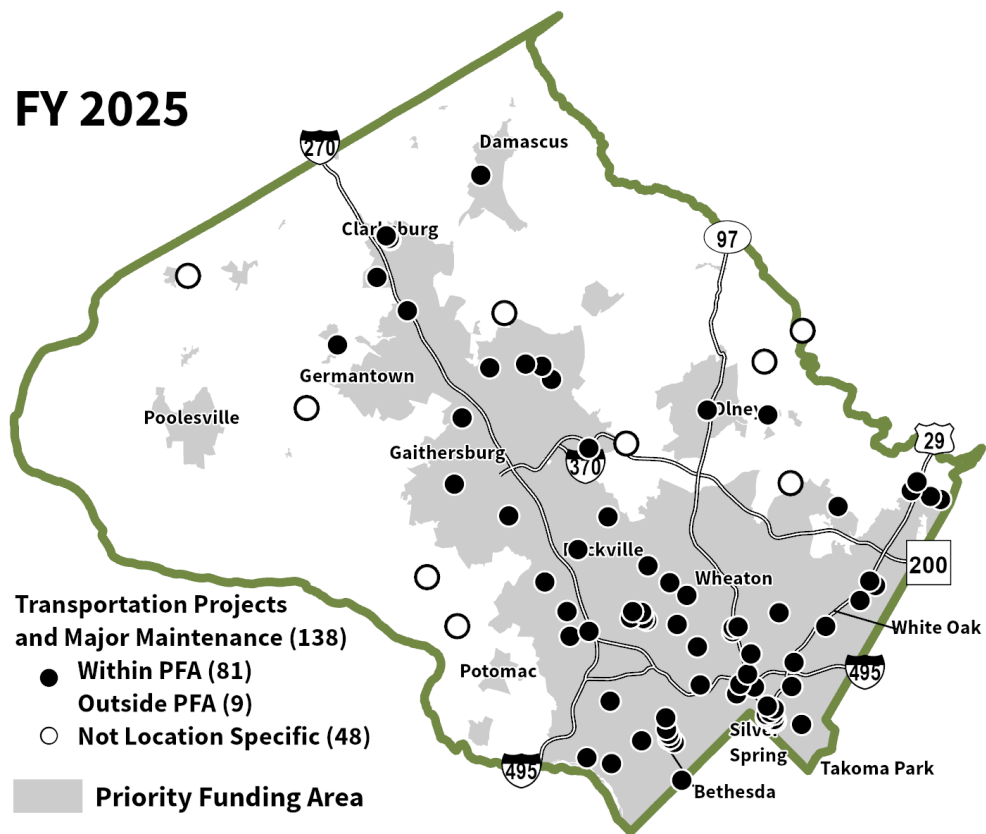 FY 2025
270
Damascus
Clarksburg
97
Germantown
Poolesville
Olney
Gaithersburg
370
29
Rockville
Wheaton
200
White Oak
495
Potomac
Silver
Spring
Takoma Park
495
Bethesda
Transportation Projects
and Major Maintenance (138)
Within PFA (81)
Outside PFA (9)
Not Location Specific (48)
Priority Funding Area